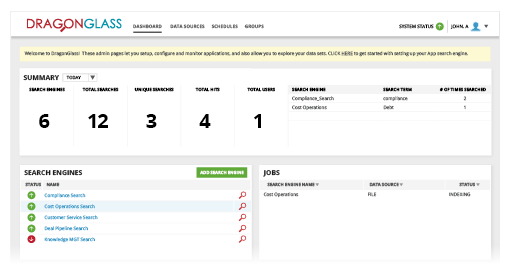 DRAGONGLASS DASHBOARD DATA SOURCES SCHEDULES GROUPS SYSTEM STATUS JOHN, A
Welcome to DragonGlass! These admin pages let you setup, configure and monitor applications, and also allow you to explore your data sets. CLICK HERE to get started with setting up your App search-engine.
SUMMARY TODAY
SEARCH ENGINES TOTAL SEARCHES UNIQUE SEARCHES TOTAL HITS TOTAL USERS SEARCH ENGINE SEARCH TERM # OF TIMES SEARCHED
Compliance_Search compliance 2
Cost Operations Debt 1
6 12 3 4 1
SEARCH ENGINES ADD SEARCH ENGINE JOBS
STATUS NAME SEARCH ENGINE NAME DATA SOURCE STATUS
Compliance Search Cost Operations FILE INDEXING
Cost Operations Search
Customer Service Search
Deal Pipeline Search
Knowledge MGT Search